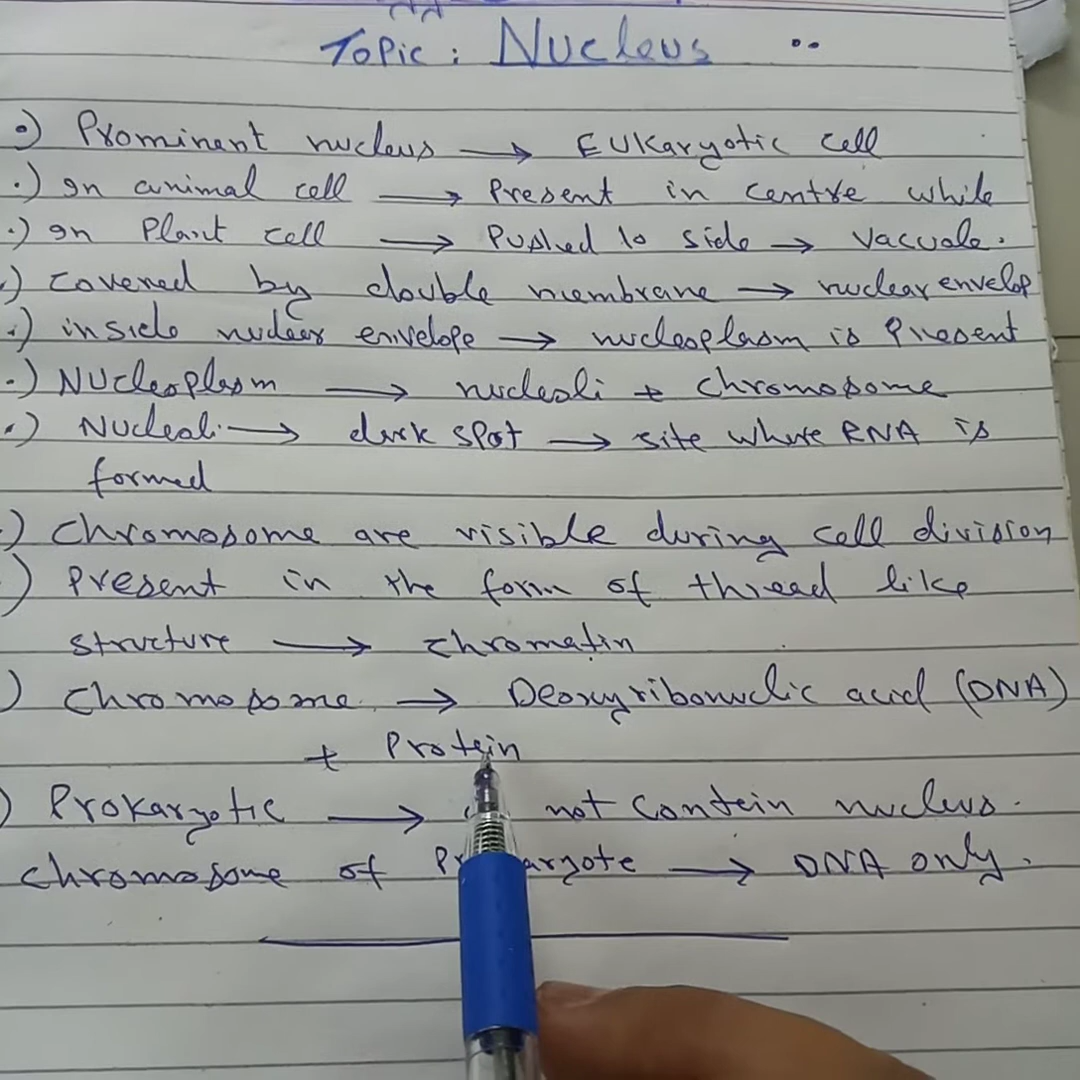 Topic: Nucleus
•) Prominent nucleus → Eukaryotic cell
•) In animal cell → Present in centre while
•) In Plant cell → Pushed to side → Vacuole.
•) covered by double membrane → nuclear envelop
•) inside nuclear envelope → nucleoplasm is Present
•) Nucleoplasm → nucleoli + chromosome
•) Nucleoli → dark spot → site where RNA is
formed
•) Chromosome are visible during cell division
) Present in the form of thread like
structure → chromatin
) Chromosome → Deoxyribonuclic acid (DNA)
+ Protein
) Prokaryotic → not contain nucleus.
chromosome of → DNA only.